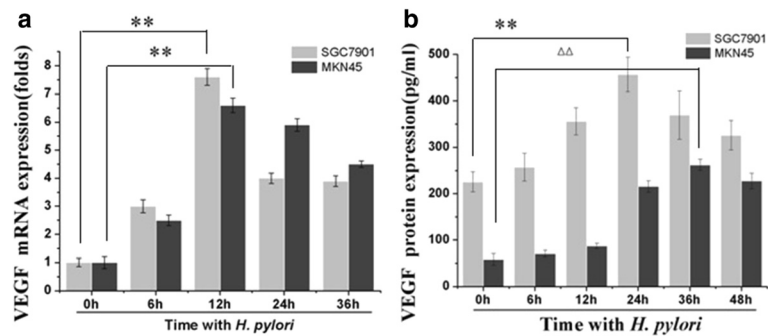 a
**
**
SGC7901
MKN45
VEGF mRNA expression(folds)
8
7
6
5
4
3
2
1
0
0h 6h 12h 24h 36h
Time with H. pylori
b
**
ΔΔ
SGC7901
MKN45
VEGF protein expression(pg/ml)
500
400
300
200
100
0
0h 6h 12h 24h 36h 48h
Time with H. pylori